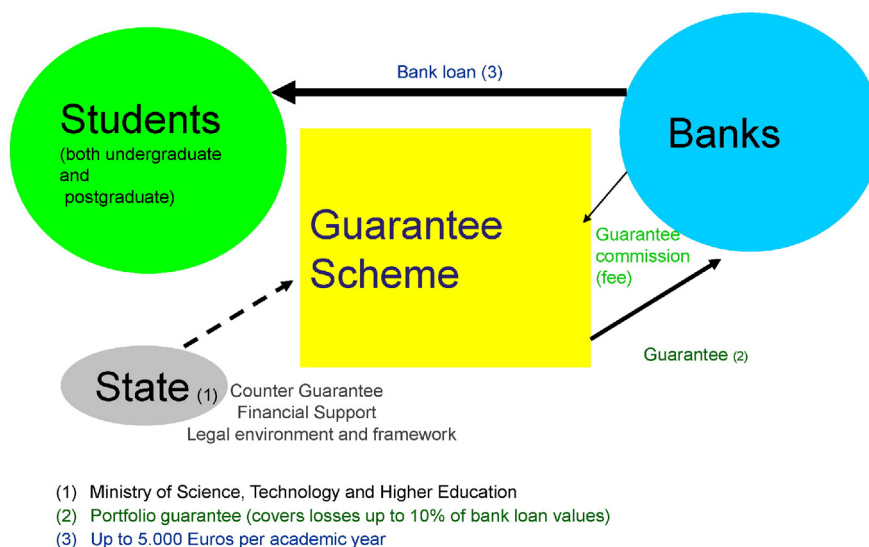 Bank loan (3)
Students
(both undergraduate
and
postgraduate)
Banks
Guarantee
Scheme
Guarantee
commission
(fee)
Guarantee (2)
State (1)
Counter Guarantee
Financial Support
Legal environment and framework
(1) Ministry of Science, Technology and Higher Education
(2) Portfolio guarantee (covers losses up to 10% of bank loan values)
(3) Up to 5.000 Euros per academic year